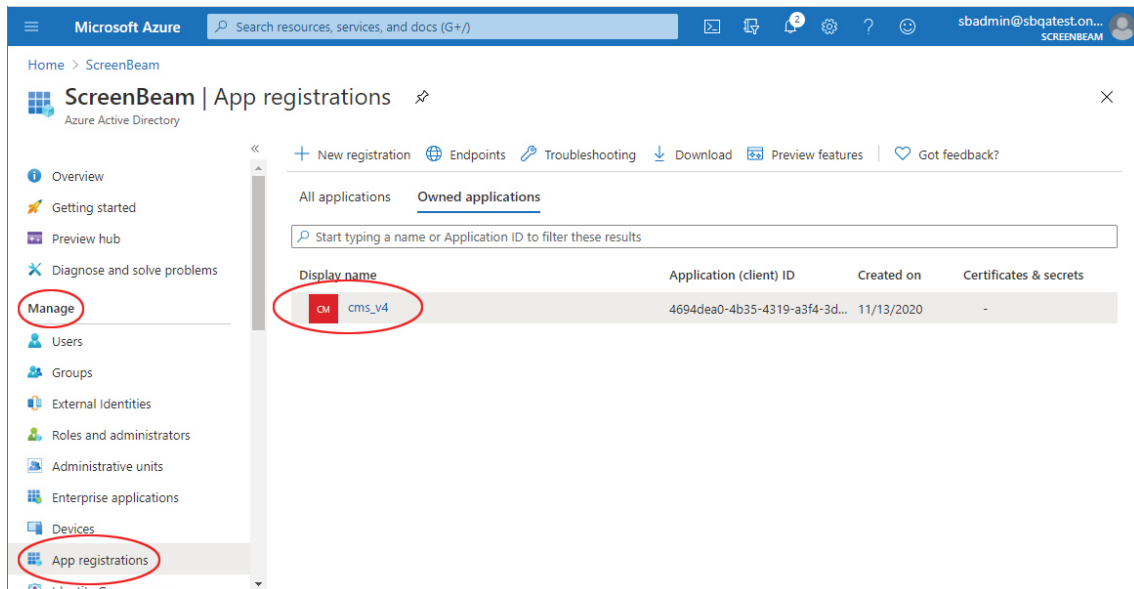 Microsoft Azure
Search resources, services, and docs (G+/)
2
sbadmin@sbqatest.on...
SCREENBEAM
Home > ScreenBeam
ScreenBeam | App registrations
Azure Active Directory
«
Overview
Getting started
Preview hub
Diagnose and solve problems
Manage
Users
Groups
External Identities
Roles and administrators
Administrative units
Enterprise applications
Devices
App registrations
New registration Endpoints Troubleshooting Download Preview features Got feedback?
All applications Owned applications
Start typing a name or Application ID to filter these results
Display name Application (client) ID Created on Certificates & secrets
CM cms_v4 4694dea0-4b35-4319-a3f4-3d... 11/13/2020 -